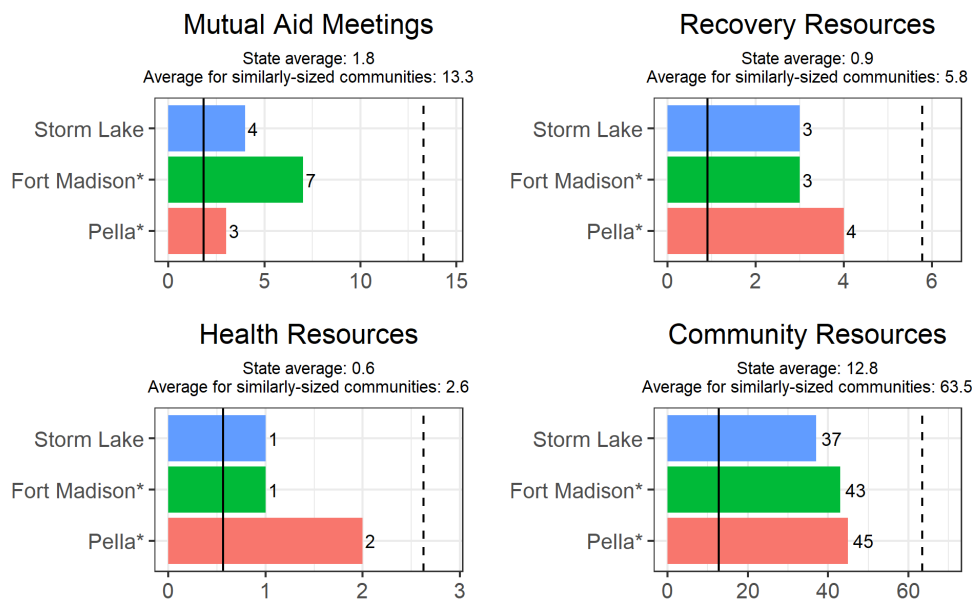 Mutual Aid Meetings
State average: 1.8
Average for similarly-sized communities: 13.3
Storm Lake
4
Fort Madison*
7
Pella*
3
0 5 10 15
Recovery Resources
State average: 0.9
Average for similarly-sized communities: 5.8
Storm Lake
3
Fort Madison*
3
Pella*
4
0 2 4 6
Health Resources
State average: 0.6
Average for similarly-sized communities: 2.6
Storm Lake
1
Fort Madison*
1
Pella*
2
0 1 2 3
Community Resources
State average: 12.8
Average for similarly-sized communities: 63.5
Storm Lake
37
Fort Madison*
43
Pella*
45
0 20 40 60